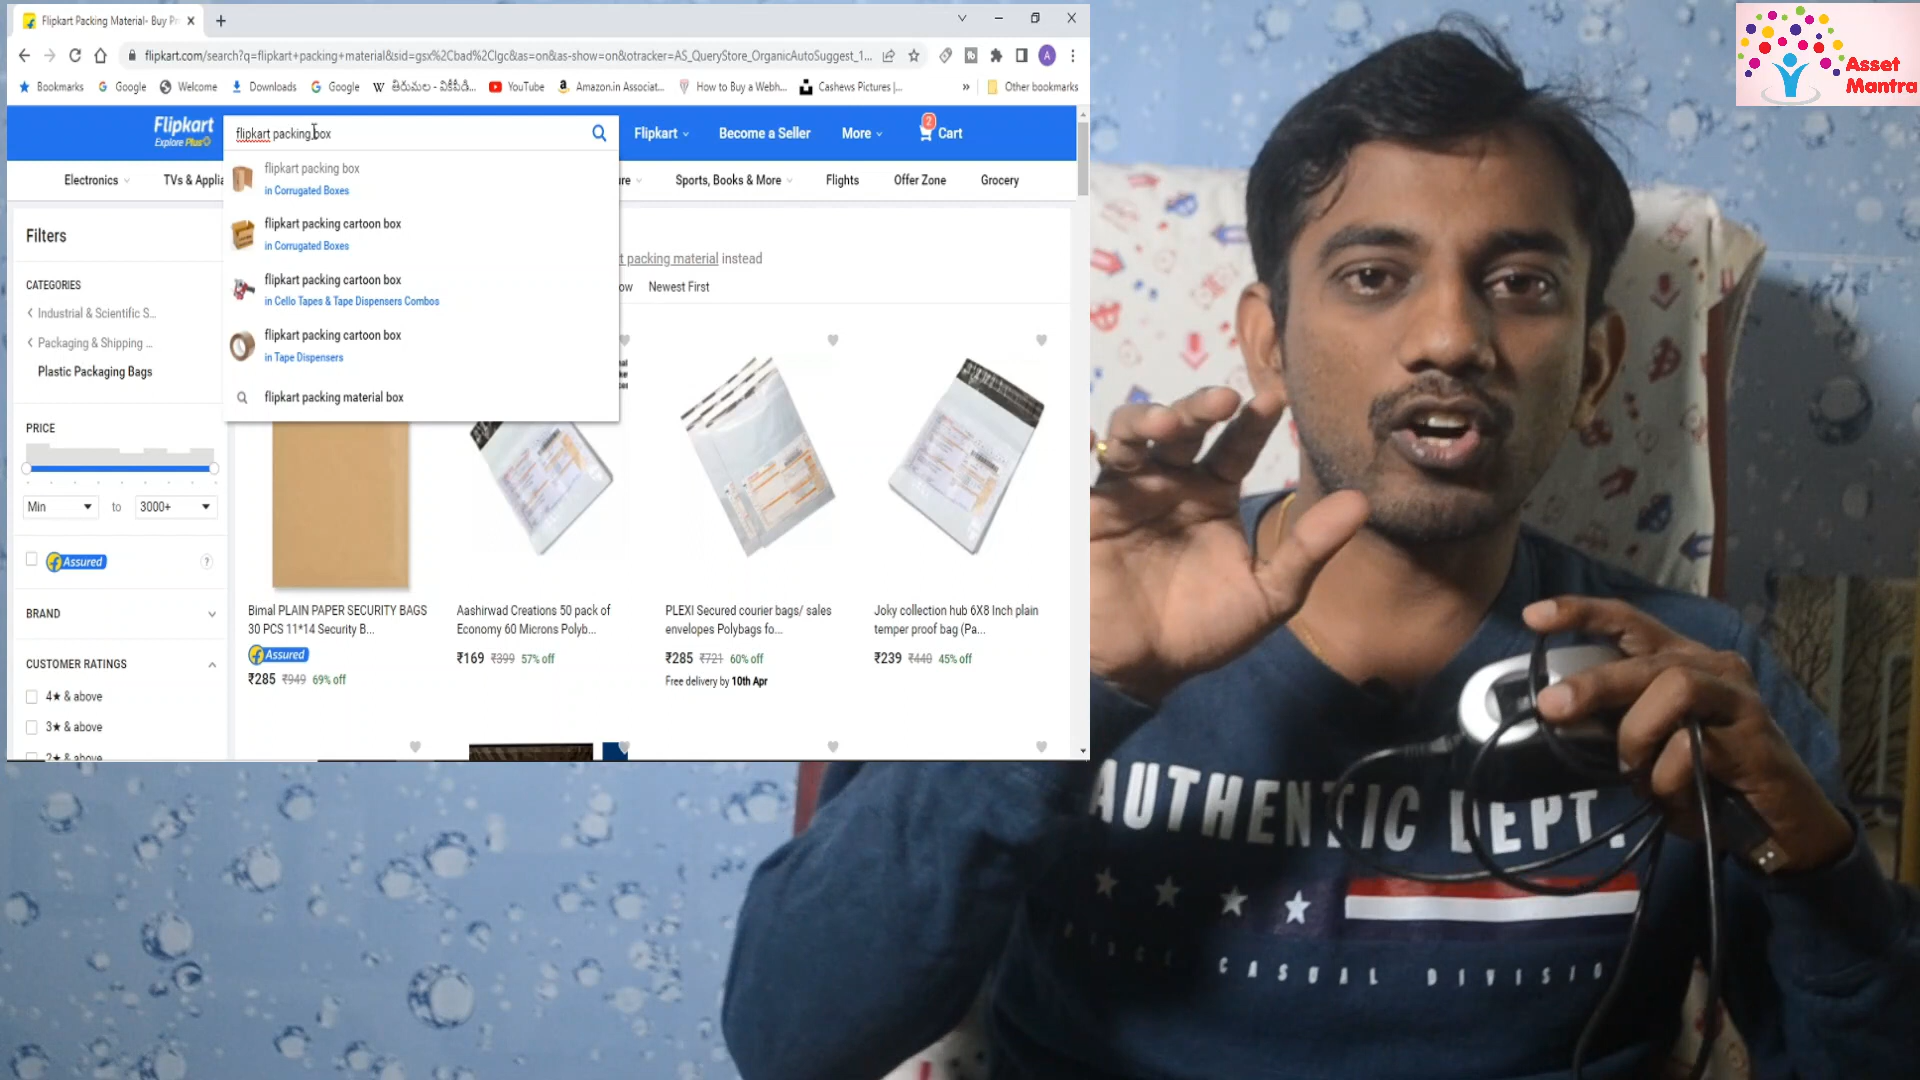 Flipkart Packing Material- Buy Pr
flipkart.com/search?q=flipkart+packing+material&sid=gsx%2Cbad%2Clgc&as=on&as-show=on&otracker=AS_QueryStore_OrganicAutoSuggest_1...
A
Bookmarks
Google
Welcome
Downloads
Google
W తిరుమల - వికీపీడి...
YouTube
Amazon.in Associat...
How to Buy a Webh...
Cashews Pictures |...
»
Other bookmarks
Flipkart
Explore Plus
flipkart packing box
Flipkart
Become a Seller
More
2
Cart
Electronics
TVs & Applia
re
Sports, Books & More
Flights
Offer Zone
Grocery
flipkart packing box
in Corrugated Boxes
flipkart packing cartoon box
in Corrugated Boxes
flipkart packing cartoon box
in Cello Tapes & Tape Dispensers Combos
flipkart packing cartoon box
in Tape Dispensers
flipkart packing material box
Filters
CATEGORIES
Industrial & Scientific S...
Packaging & Shipping ...
Plastic Packaging Bags
PRICE
Min
to
3000+
Assured
?
BRAND
CUSTOMER RATINGS
4★ & above
3★ & above
2★ & above
t packing material instead
ow
Newest First
Bimal PLAIN PAPER SECURITY BAGS
30 PCS 11*14 Security B...
Assured
₹285 ₹949 69% off
Aashirwad Creations 50 pack of
Economy 60 Microns Polyb...
₹169 ₹399 57% off
PLEXI Secured courier bags/ sales
envelopes Polybags fo...
₹285 ₹721 60% off
Free delivery by 10th Apr
Joky collection hub 6X8 Inch plain
temper proof bag (Pa...
₹239 ₹440 45% off
Asset
Mantra
AUTHENTIC DEPT.
CASUAL DIVISIO